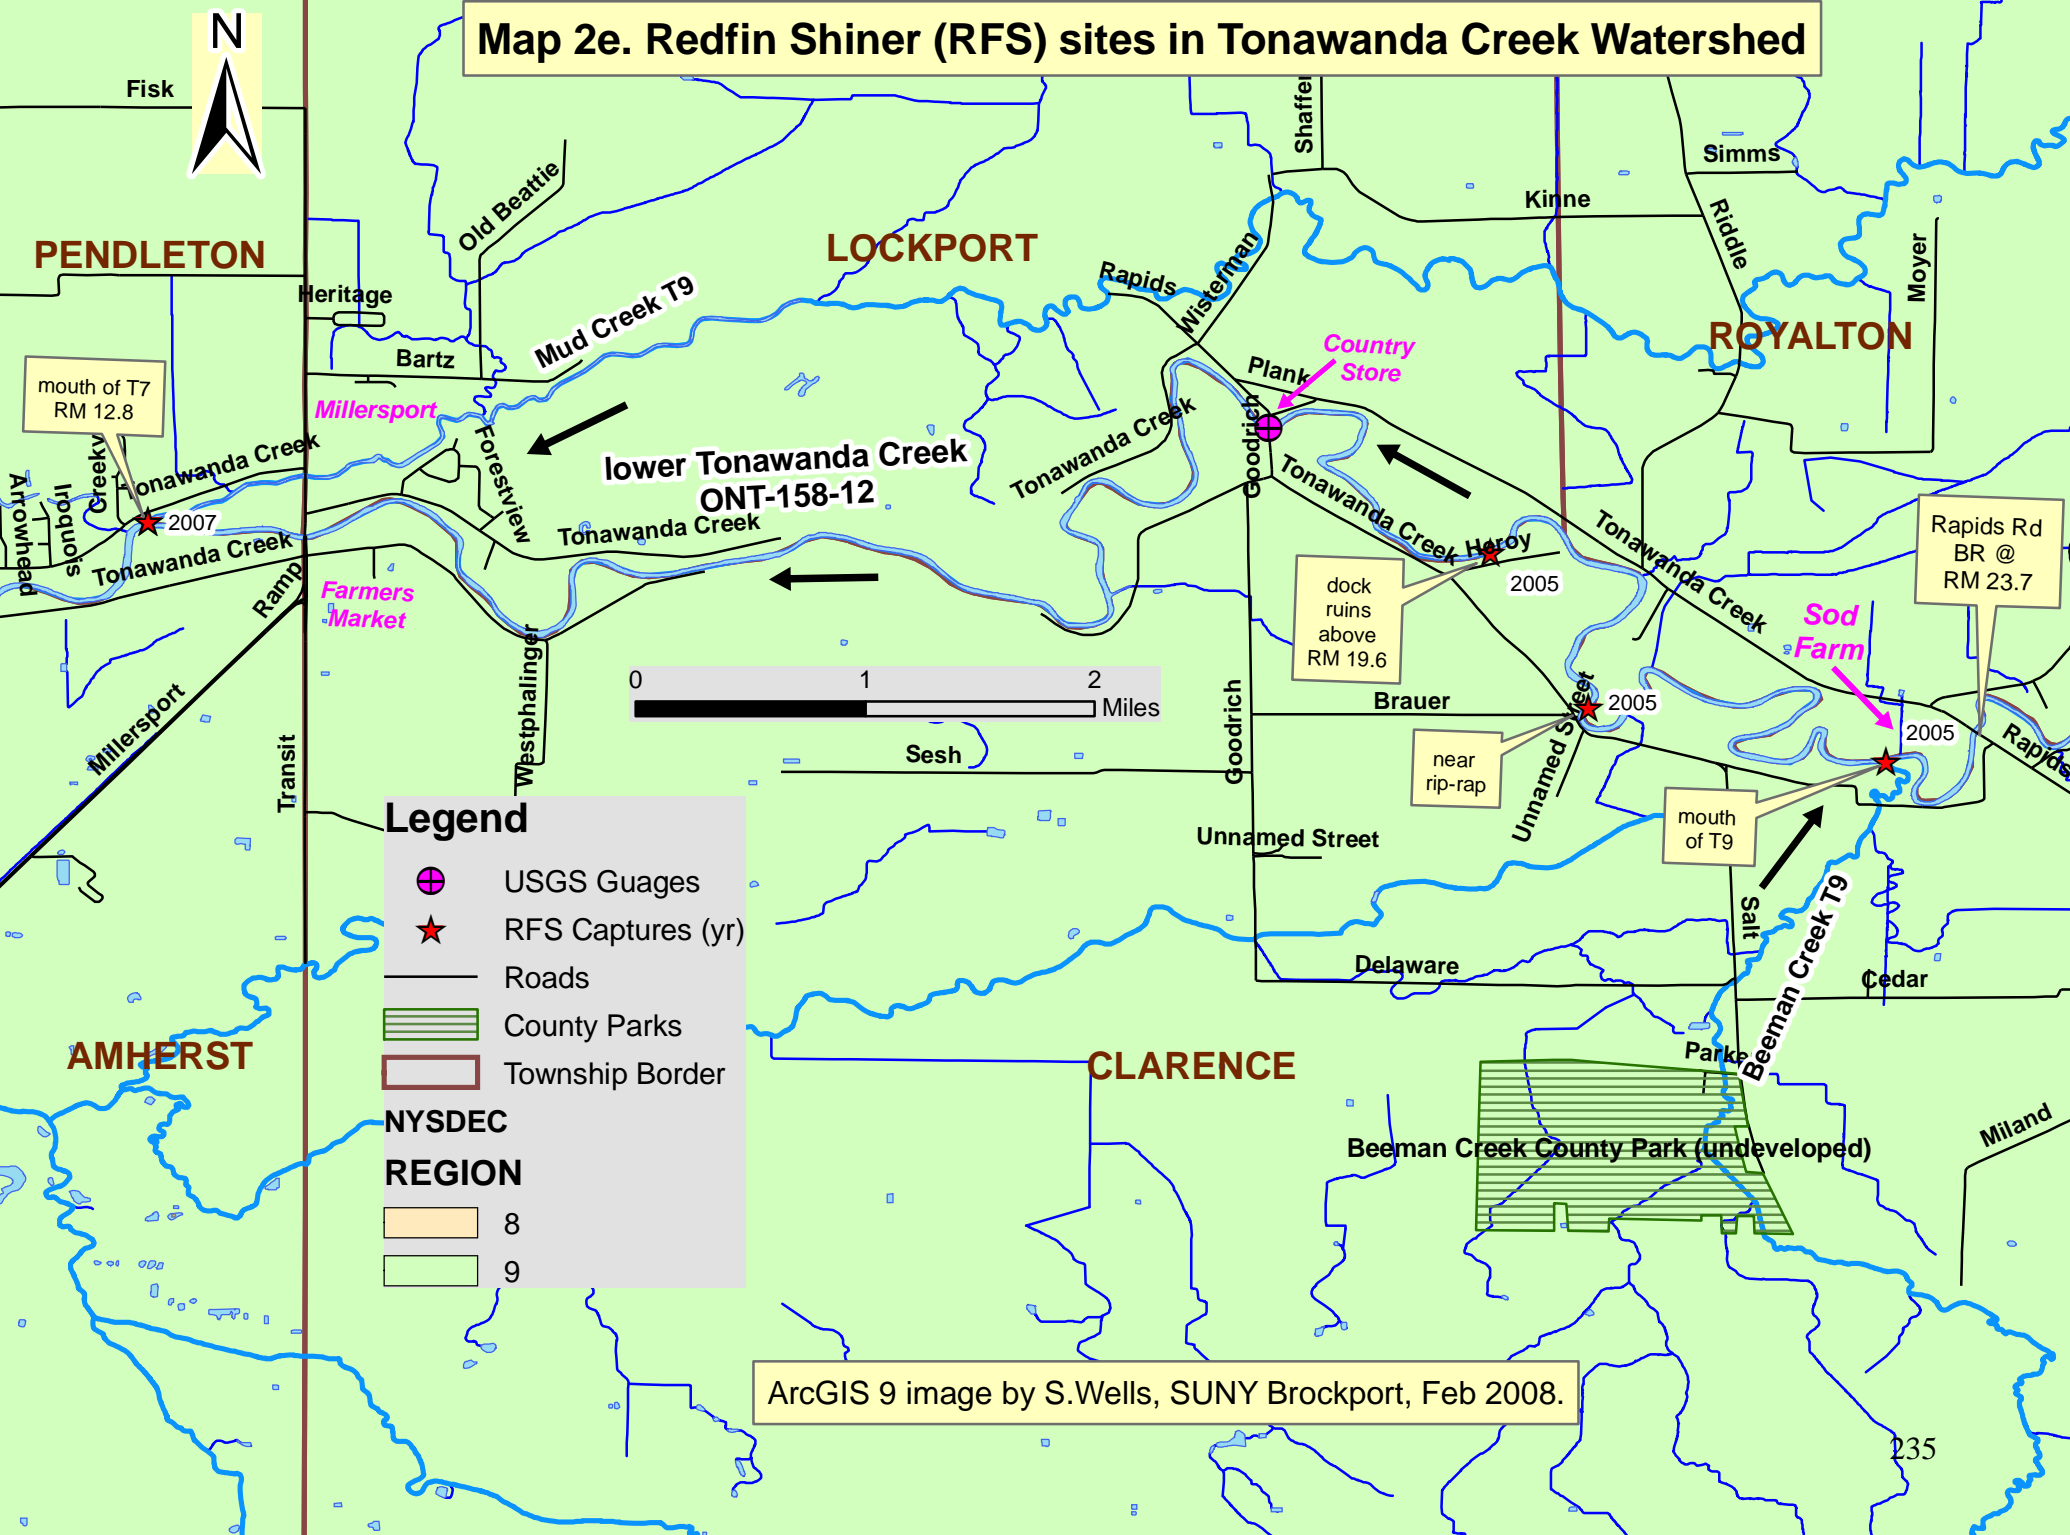 Map 2e. Redfin Shiner (RFS) sites in Tonawanda Creek Watershed
N
Fisk
Shaffer
Simms
Old Beattie
Kinne
Riddle
Moyer
PENDLETON
LOCKPORT
Rapids
Wisterman
Heritage
Mud Creek T9
ROYALTON
Bartz
Country
Store
Plank
mouth of T7
RM 12.8
Millersport
Tonawanda Creek
Goodrich
Forestview
lower Tonawanda Creek
ONT-158-12
Tonawanda Creek
Creekv
Iroquois
Arrowhead
2007
Tonawanda Creek
Tonawanda Creek
Tonawanda Creek
Heroy
2005
Tonawanda Creek
Rapids Rd
BR @
RM 23.7
Ramp
Farmers
Market
dock
ruins
above
RM 19.6
Sod
Farm
0 1 2
Miles
Westphalinger
Millersport
Transit
Goodrich
Brauer
Unnamed Street
2005
2005
Rapids
near
rip-rap
Sesh
mouth
of T9
Unnamed Street
Legend
USGS Guages
RFS Captures (yr)
Roads
County Parks
Township Border
NYSDEC
REGION
8
9
Salt
Beeman Creek T9
Delaware
Cedar
AMHERST
CLARENCE
Parke
Beeman Creek County Park (undeveloped)
Miland
ArcGIS 9 image by S.Wells, SUNY Brockport, Feb 2008.
235